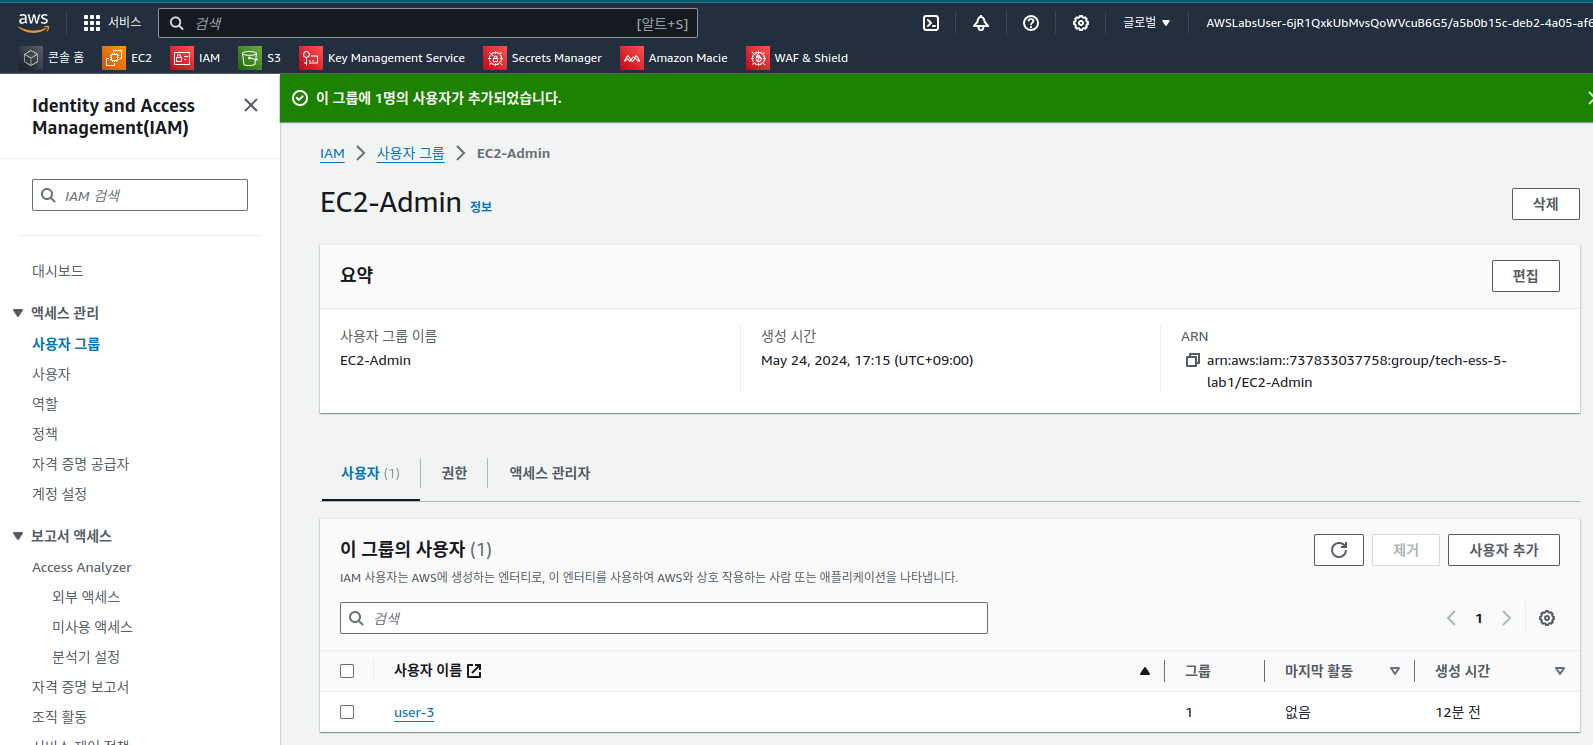 aws
서비스
검색
[알트+S]
글로벌
AWSLabsUser-6jR1QxkUbMvsQoWVcuB6G5/a5b0b15c-deb2-4a05-af6
콘솔 홈
EC2
IAM
S3
Key Management Service
Secrets Manager
Amazon Macie
WAF & Shield
Identity and Access
Management(IAM)
IAM 검색
대시보드
액세스 관리
사용자 그룹
사용자
역할
정책
자격 증명 공급자
계정 설정
보고서 액세스
Access Analyzer
외부 액세스
미사용 액세스
분석기 설정
자격 증명 보고서
조직 활동
서비스 제어 정책
이 그룹에 1명의 사용자가 추가되었습니다.
IAM
사용자 그룹
EC2-Admin
EC2-Admin 정보
삭제
요약
편집
사용자 그룹 이름
EC2-Admin
생성 시간
May 24, 2024, 17:15 (UTC+09:00)
ARN
arn:aws:iam::737833037758:group/tech-ess-5-
lab1/EC2-Admin
사용자 (1)
권한
액세스 관리자
이 그룹의 사용자 (1)
제거
사용자 추가
IAM 사용자는 AWS에 생성하는 엔터티로, 이 엔터티를 사용하여 AWS와 상호 작용하는 사람 또는 애플리케이션을 나타냅니다.
검색
1
사용자 이름
그룹
마지막 활동
생성 시간
user-3
1
없음
12분 전